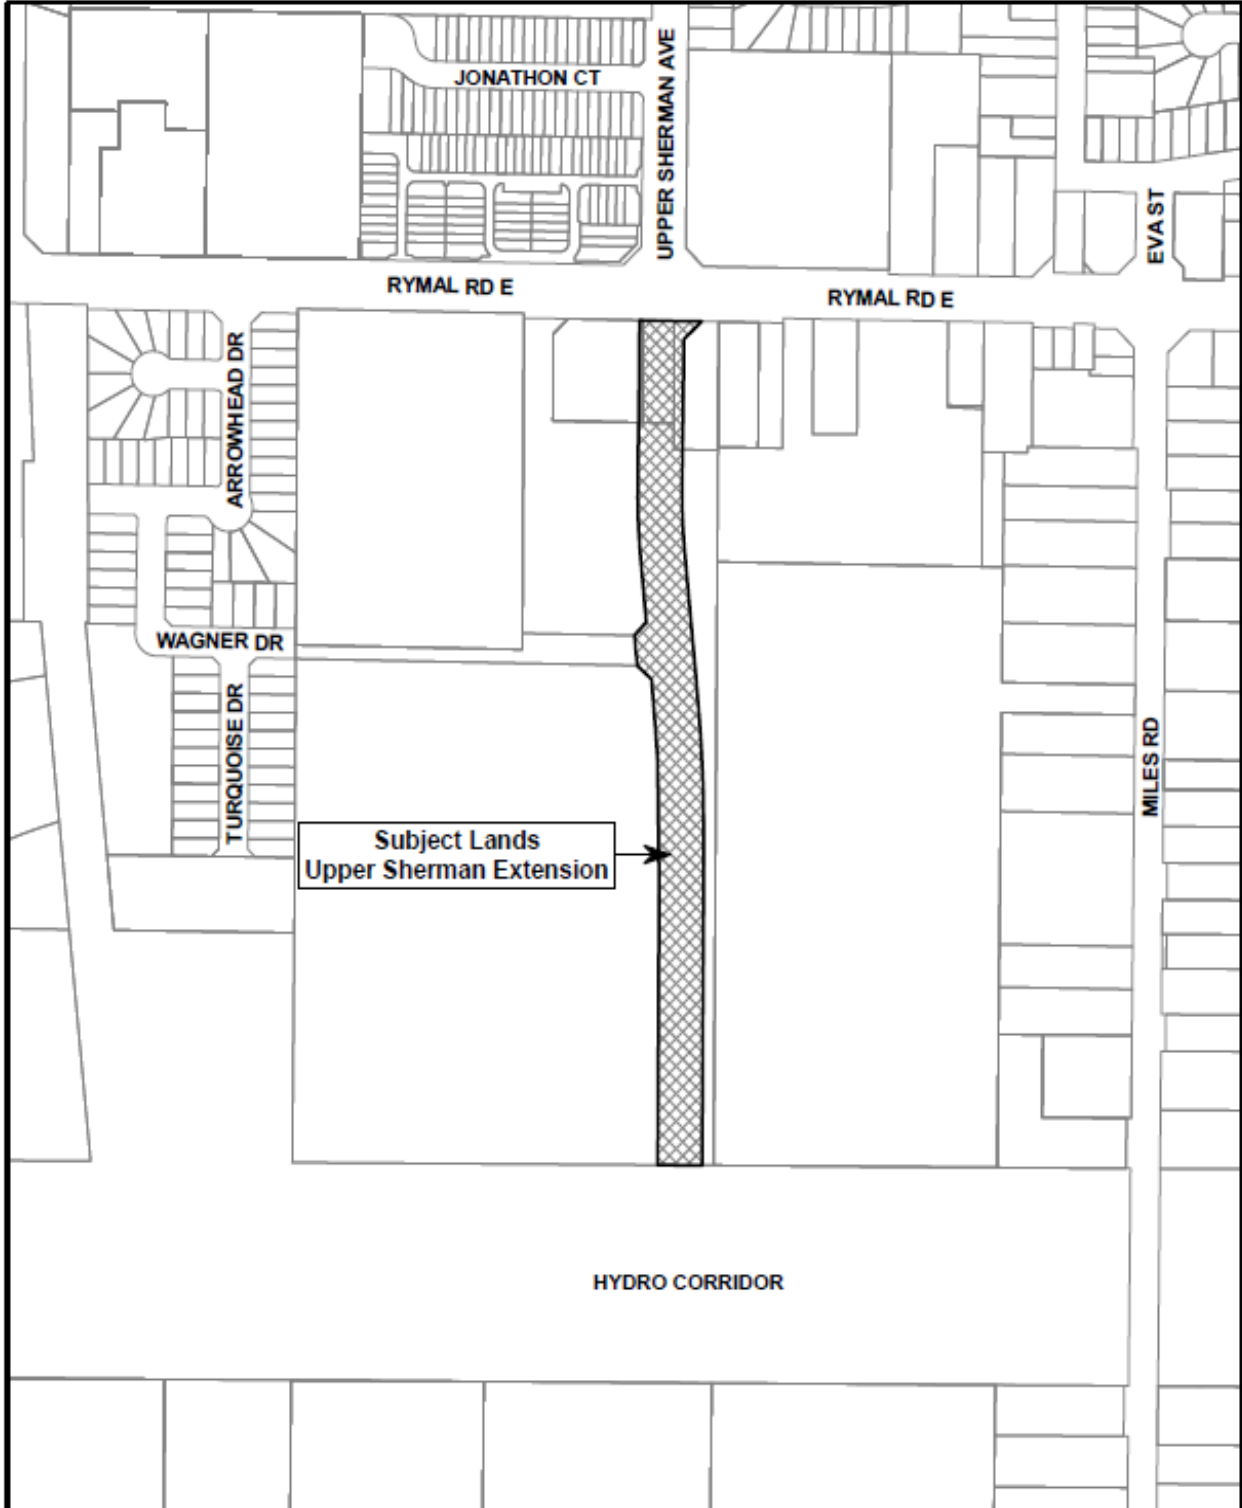 JONATHON CT
UPPER SHERMAN AVE
EVA ST
RYMAL RD E
RYMAL RD E
ARROWHEAD DR
WAGNER DR
TURQUOISE DR
MILES RD
Subject Lands
Upper Sherman Extension
HYDRO CORRIDOR